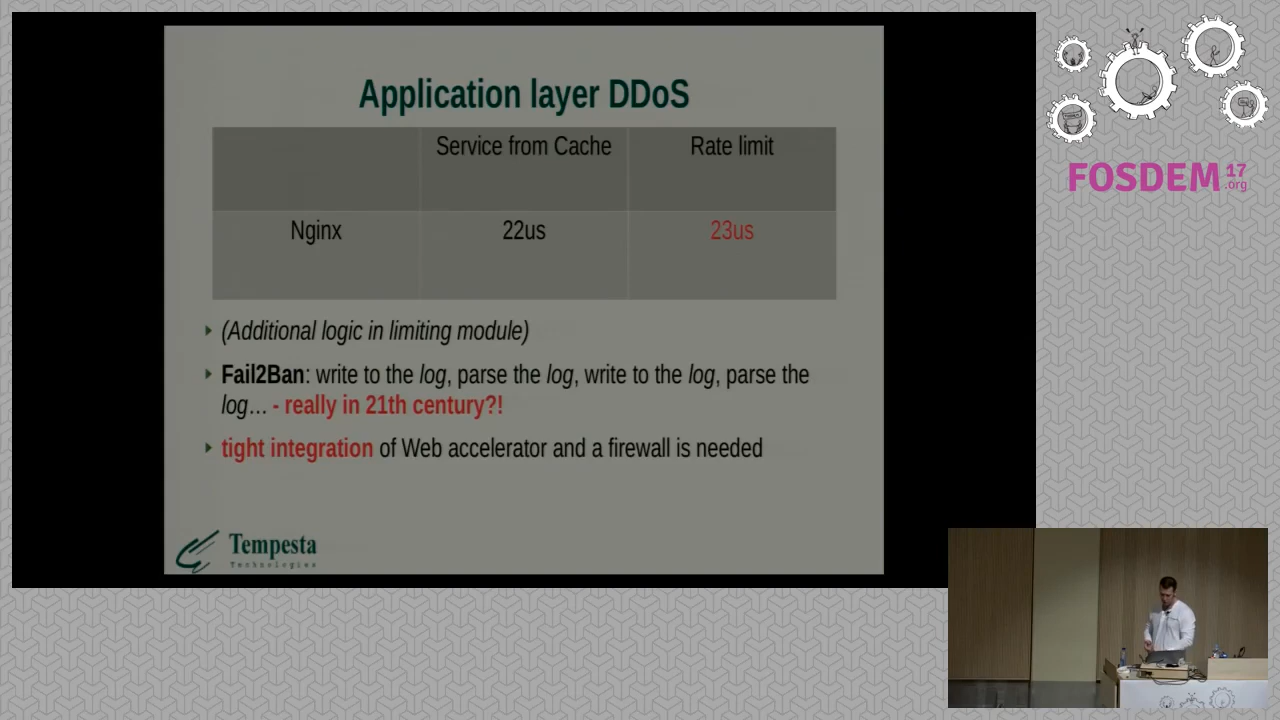 Application layer DDoS
Service from Cache
Rate limit
Nginx
22us
23us
(Additional logic in limiting module)
Fail2Ban: write to the log, parse the log, write to the log, parse the
log… - really in 21th century?!
tight integration of Web accelerator and a firewall is needed
Tempesta
Technologies
FOSDEM 17
.org